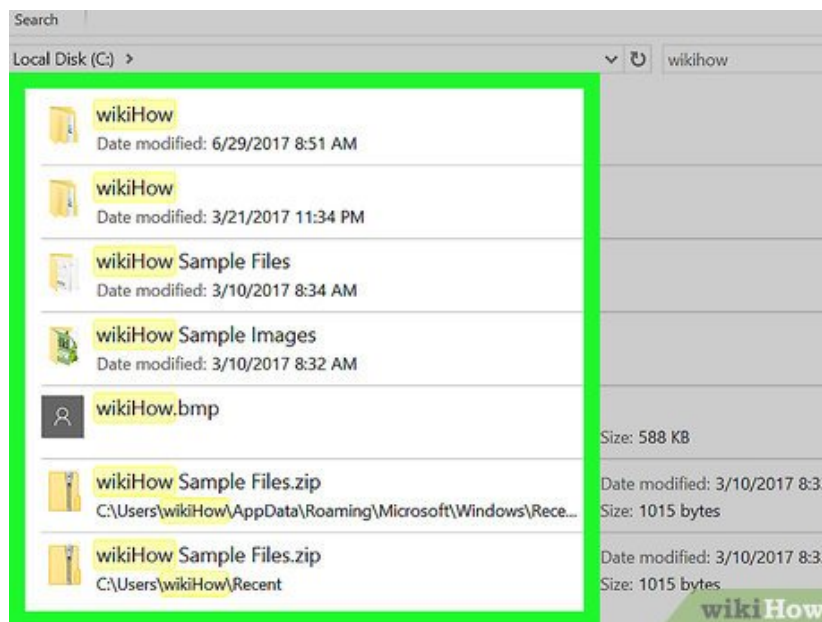 Search
Local Disk (C:) >
wikihow
wikiHow
Date modified: 6/29/2017 8:51 AM
wikiHow
Date modified: 3/21/2017 11:34 PM
wikiHow Sample Files
Date modified: 3/10/2017 8:34 AM
wikiHow Sample Images
Date modified: 3/10/2017 8:32 AM
wikiHow.bmp
Size: 588 KB
wikiHow Sample Files.zip
Date modified: 3/10/2017 8:3
C:\Users\wikiHow\AppData\Roaming\Microsoft\Windows\Rece...
Size: 1015 bytes
wikiHow Sample Files.zip
Date modified: 3/10/2017 8:3
C:\Users\wikiHow\Recent
Size: 1015 bytes
wikiHow